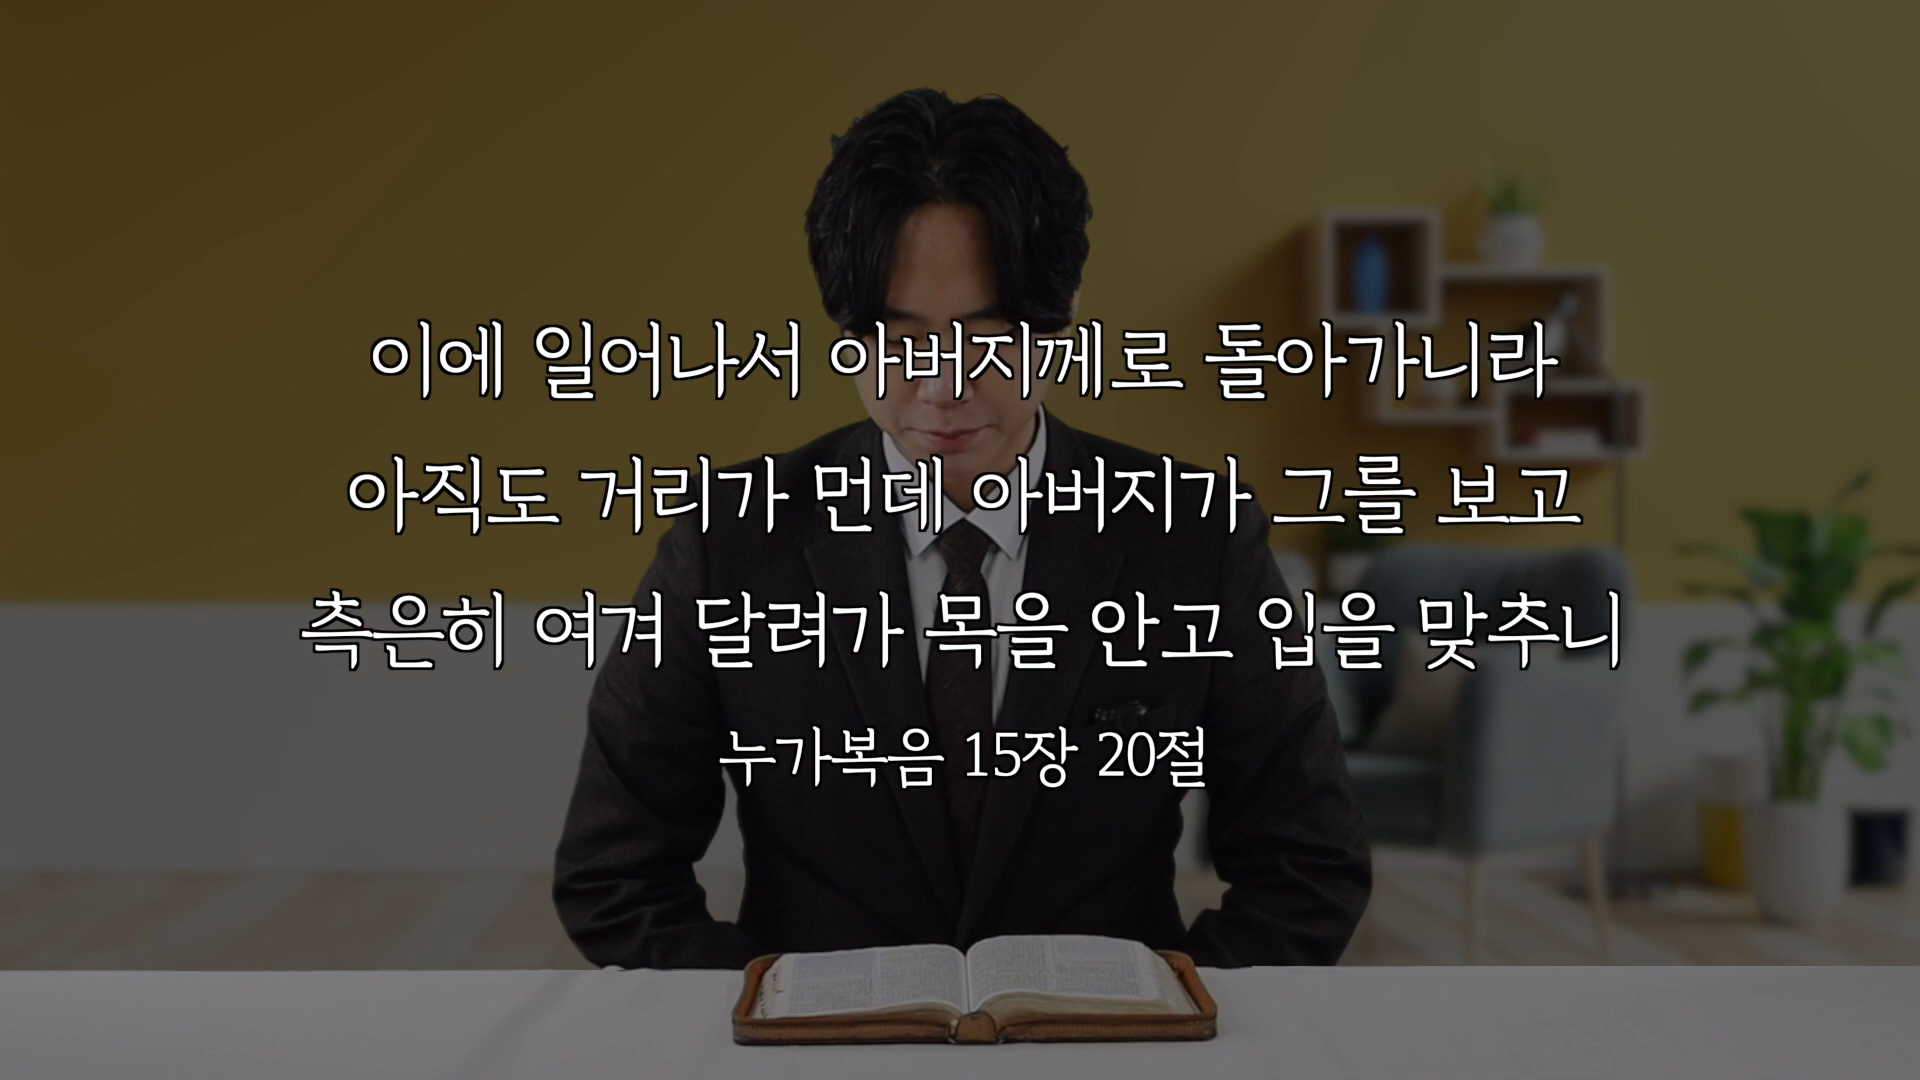 이에 일어나서 아버지께로 돌아가니라
아직도 거리가 먼데 아버지가 그를 보고
측은히 여겨 달려가 목을 안고 입을 맞추니
누가복음 15장 20절